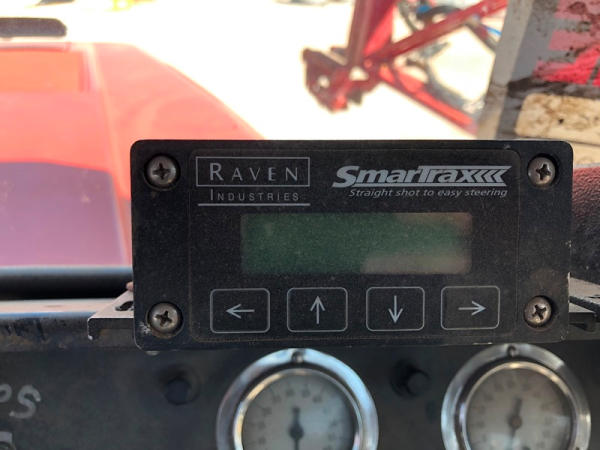 RAVEN
INDUSTRIES
SmarTrax
Straight shot to easy steering